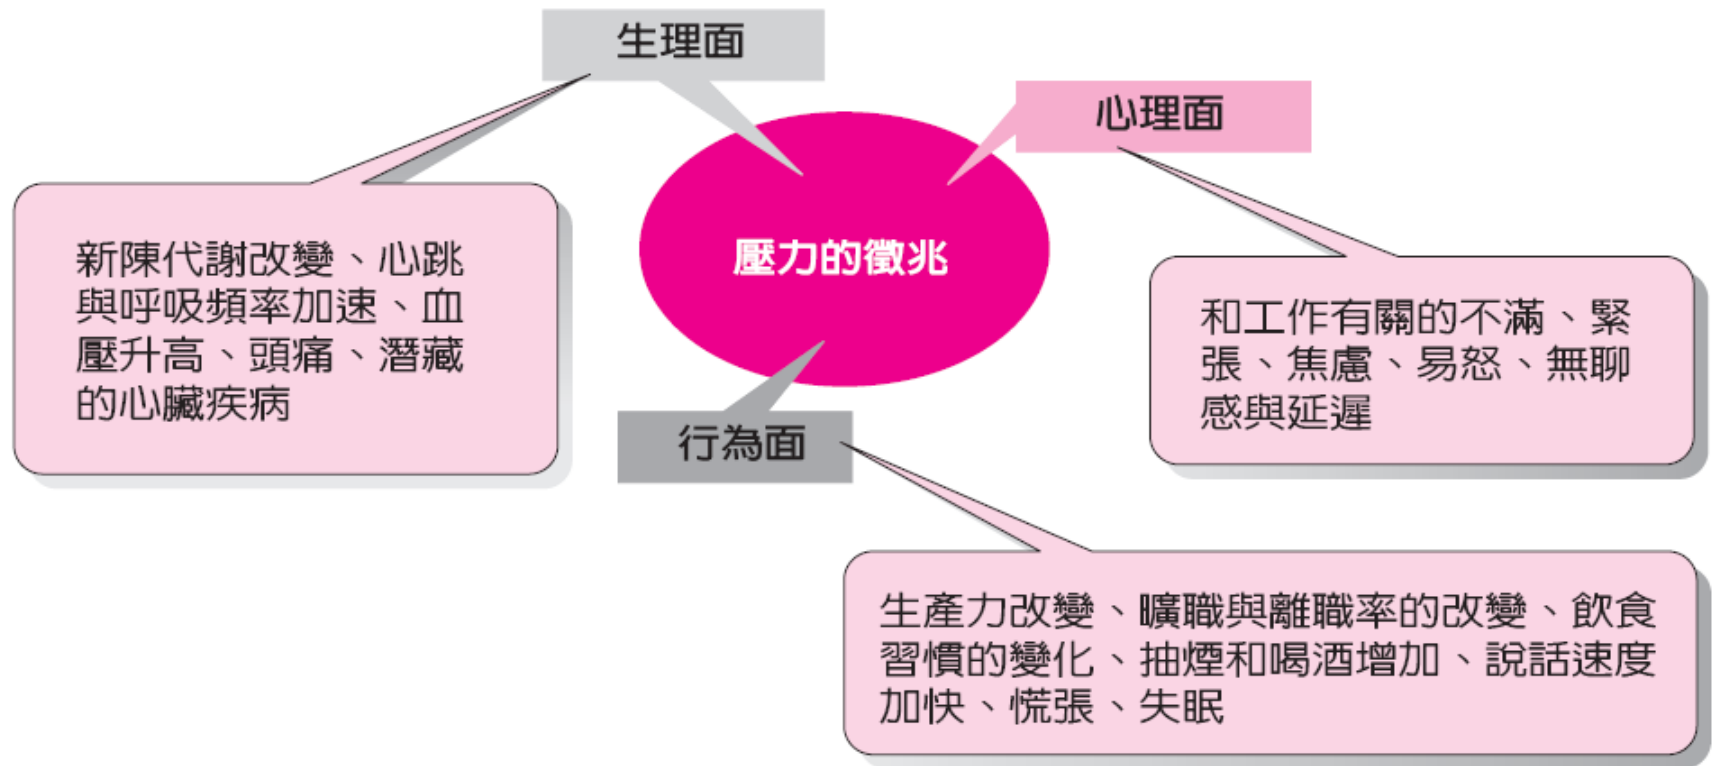 生理面
心理面
壓力的徵兆
新陳代謝改變、心跳
與呼吸頻率加速、血
壓升高、頭痛、潛藏
的心臟疾病
和工作有關的不滿、緊
張、焦慮、易怒、無聊
感與延遲
行為面
生產力改變、曠職與離職率的改變、飲食
習慣的變化、抽煙和喝酒增加、說話速度
加快、慌張、失眠